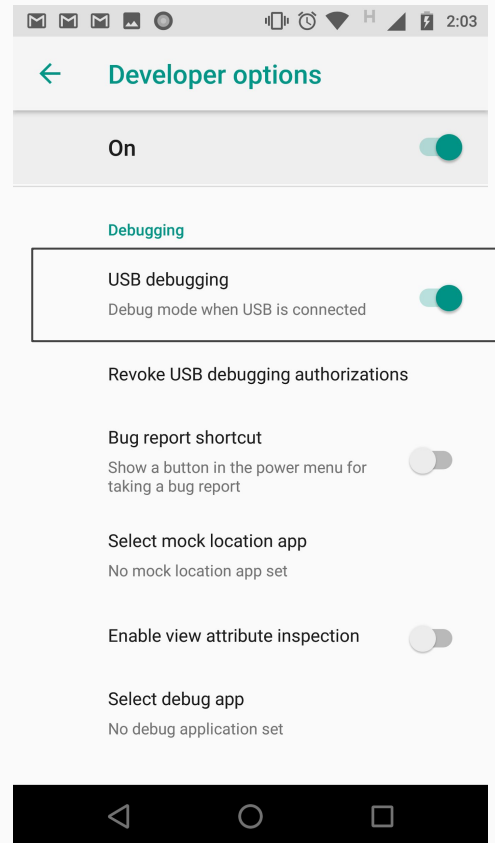 H 2:03
Developer options
On
Debugging
USB debugging
Debug mode when USB is connected
Revoke USB debugging authorizations
Bug report shortcut
Show a button in the power menu for
taking a bug report
Select mock location app
No mock location app set
Enable view attribute inspection
Select debug app
No debug application set